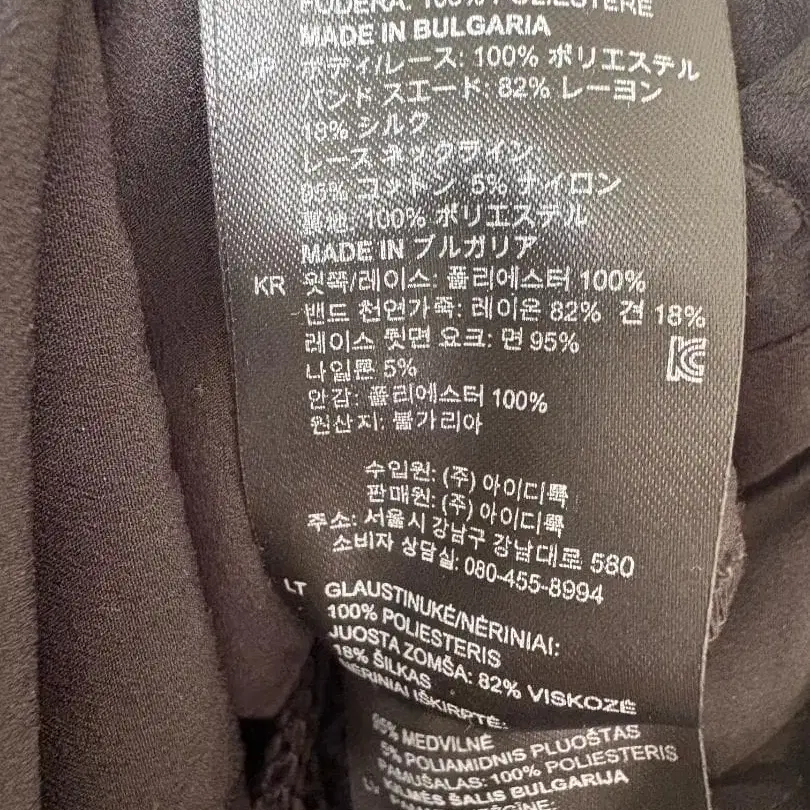 FODERA: 100% POLIESTERE
MADE IN BULGARIA
JP ボディ/レース: 100% ポリエステル
バンド スエード: 82% レーヨン
18% シルク
レース ネックライン:
95% コットン 5% ナイロン
裏地: 100% ポリエステル
MADE IN ブルガリア
KR 윗쪽/레이스: 폴리에스터 100%
밴드 천연가죽: 레이온 82% 견 18%
레이스 뒷면 요크: 면 95%
나일론 5%
안감: 폴리에스터 100%
원산지: 불가리아
수입원: (주) 아이디룩
판매원: (주) 아이디룩
주소: 서울시 강남구 강남대로 580
소비자 상담실: 080-455-8994
LT GLAUSTINUKĖ/NĖRINIAI:
100% POLIESTERIS
JUOSTA ZOMŠA: 82% VISKOZĖ
18% ŠILKAS
NĖRINIAI IŠKIRPTĖ:
95% MEDVILNĖ
5% POLIAMIDNIS PLUOŠTAS
PAMUŠALAS: 100% POLIESTERIS
KILMĖS ŠALIS BULGARIJA
LV